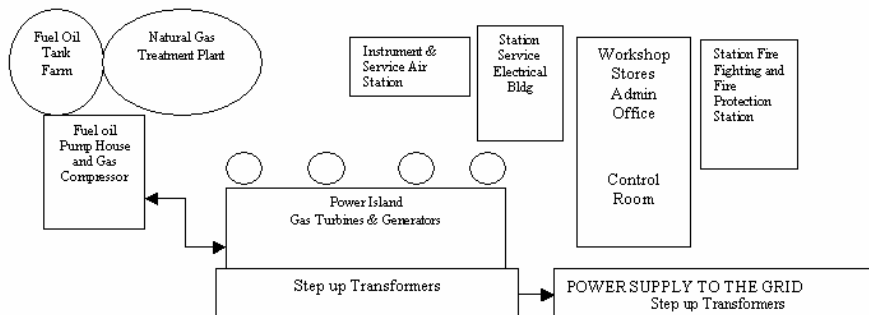 Fuel Oil
Tank
Farm
Natural Gas
Treatment Plant
Instrument &
Service Air
Station
Station
Service
Electrical
Bldg
Workshop
Stores
Admin
Office
Control
Room
Station Fire
Fighting and
Fire
Protection
Station
Fuel oil
Pump House
and Gas
Compressor
Power Island
Gas Turbines & Generators
Step up Transformers
POWER SUPPLY TO THE GRID
Step up Transformers